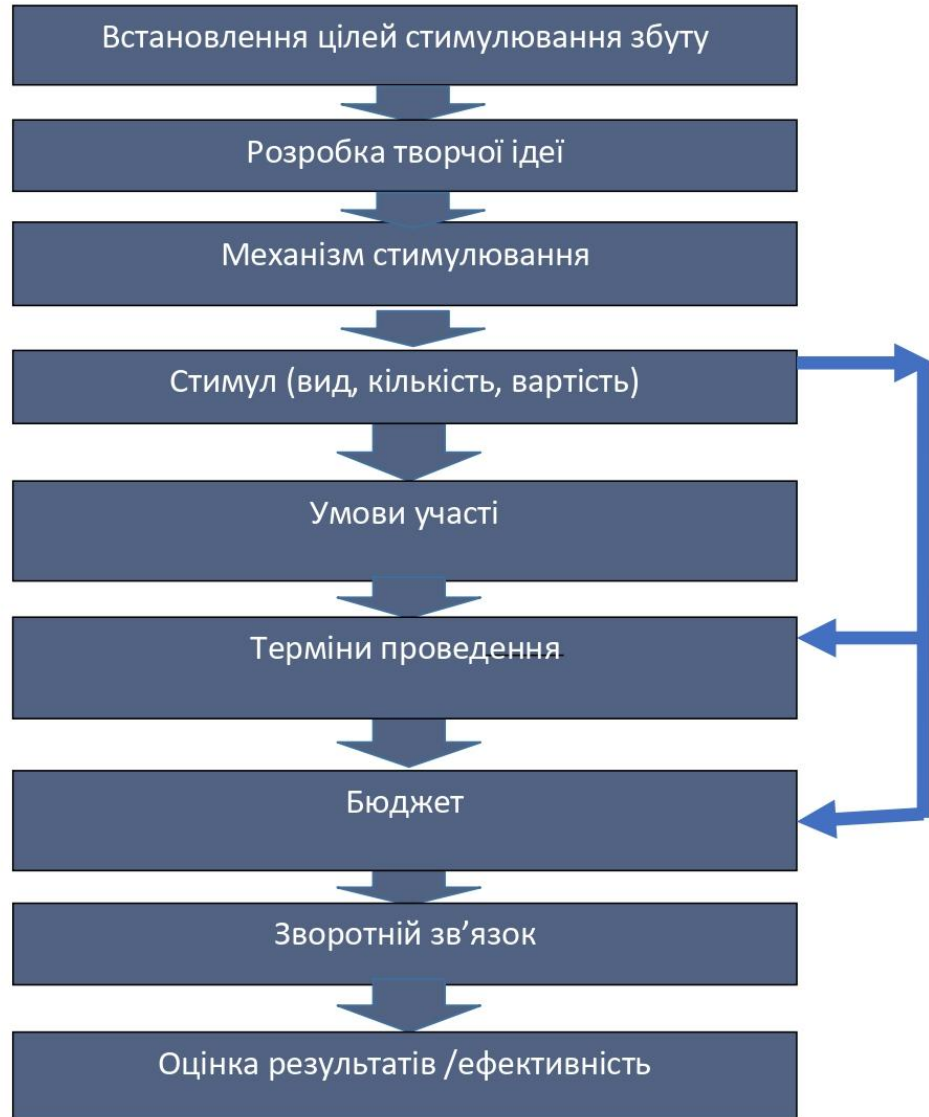 Встановлення цілей стимулювання збуту
Розробка творчої ідеї
Механізм стимулювання
Стимул (вид, кількість, вартість)
Умови участі
Терміни проведення
Бюджет
Зворотній зв’язок
Оцінка результатів /ефективність